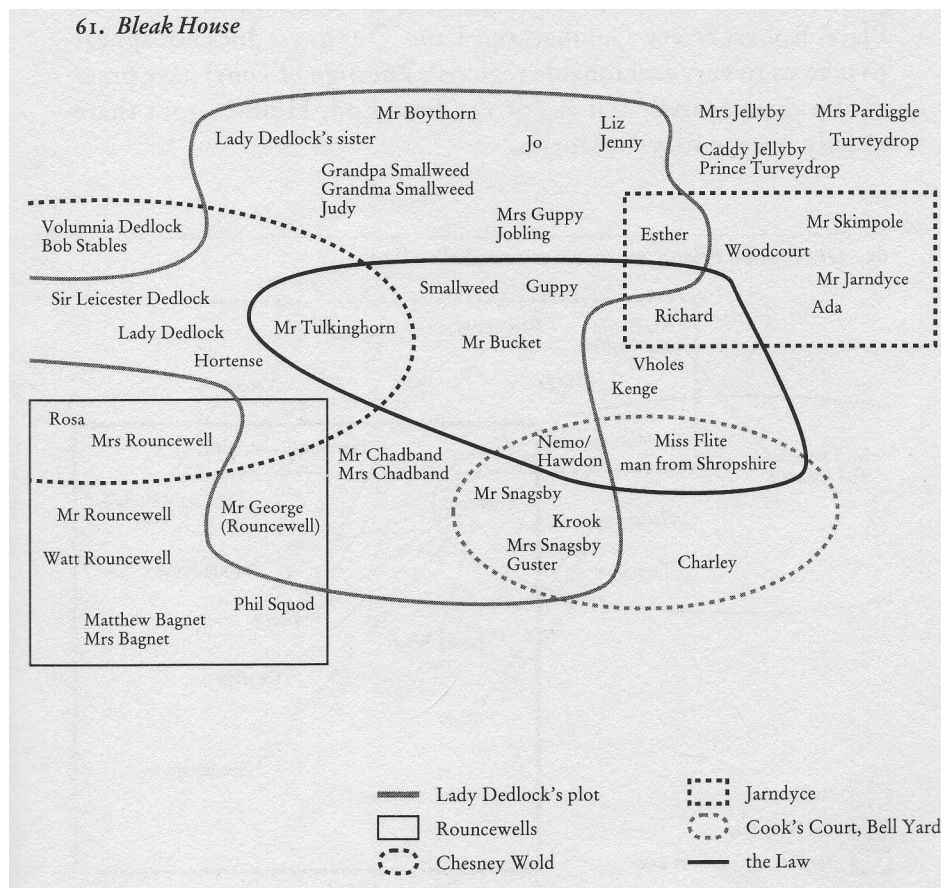 61. Bleak House
Mr Boythorn
Lady Dedlock's sister
Jo
Liz
Jenny
Mrs Jellyby
Mrs Pardiggle
Turveydrop
Caddy Jellyby
Prince Turveydrop
Grandpa Smallweed
Grandma Smallweed
Judy
Mrs Guppy
Jobling
Volumnia Dedlock
Bob Stables
Esther
Mr Skimpole
Woodcourt
Mr Jarndyce
Ada
Richard
Sir Leicester Dedlock
Lady Dedlock
Hortense
Mr Tulkinghorn
Smallweed
Guppy
Mr Bucket
Vholes
Kenge
Rosa
Mrs Rouncewell
Mr Chadband
Mrs Chadband
Nemo/
Hawdon
Miss Flite
man from Shropshire
Mr Rouncewell
Mr George
(Rouncewell)
Mr Snagsby
Krook
Mrs Snagsby
Guster
Charley
Watt Rouncewell
Phil Squod
Matthew Bagnet
Mrs Bagnet
Lady Dedlock's plot
Rouncewells
Chesney Wold
Jarndyce
Cook's Court, Bell Yard
the Law